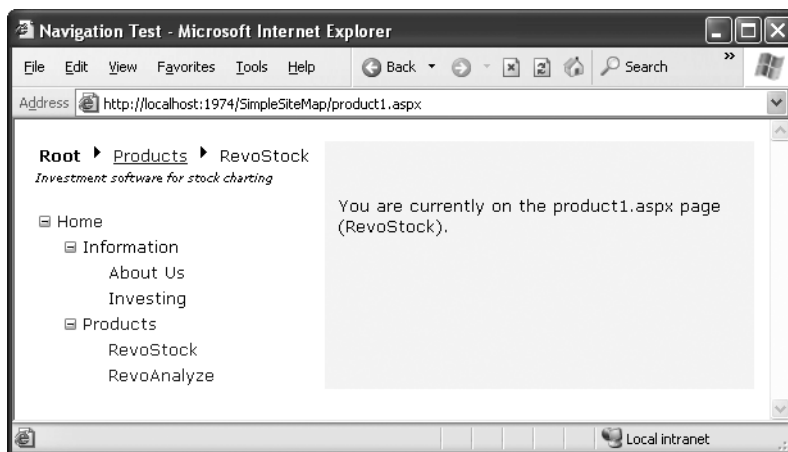 Navigation Test - Microsoft Internet Explorer
File Edit View Favorites Tools Help Back Search »
Address http://localhost:1974/SimpleSiteMap/product1.aspx
Root Products RevoStock
Investment software for stock charting
You are currently on the product1.aspx page
(RevoStock).
Home
Information
About Us
Investing
Products
RevoStock
RevoAnalyze
Local intranet